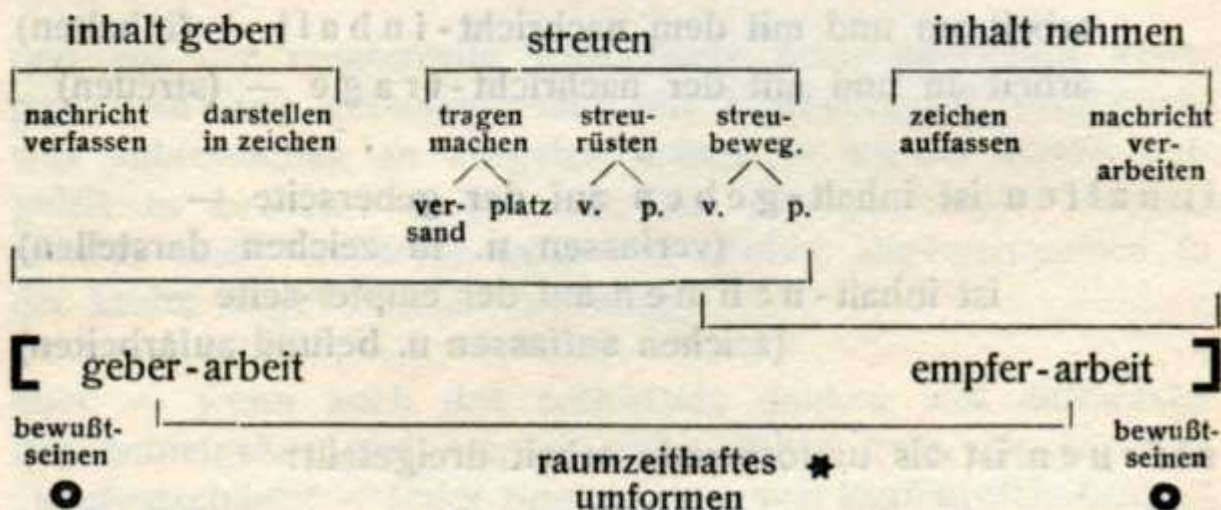 inhalt geben streuen inhalt nehmen
nachricht darstellen tragen streu- streu- zeichen nachricht
verfassen in zeichen machen rüsten beweg. auffassen ver-
arbeiten
ver- platz v. p. v. p.
sand
[ geber-arbeit empfer-arbeit ]
bewußt- bewußt-
seinen raumzeithaftes * seinen
umformen